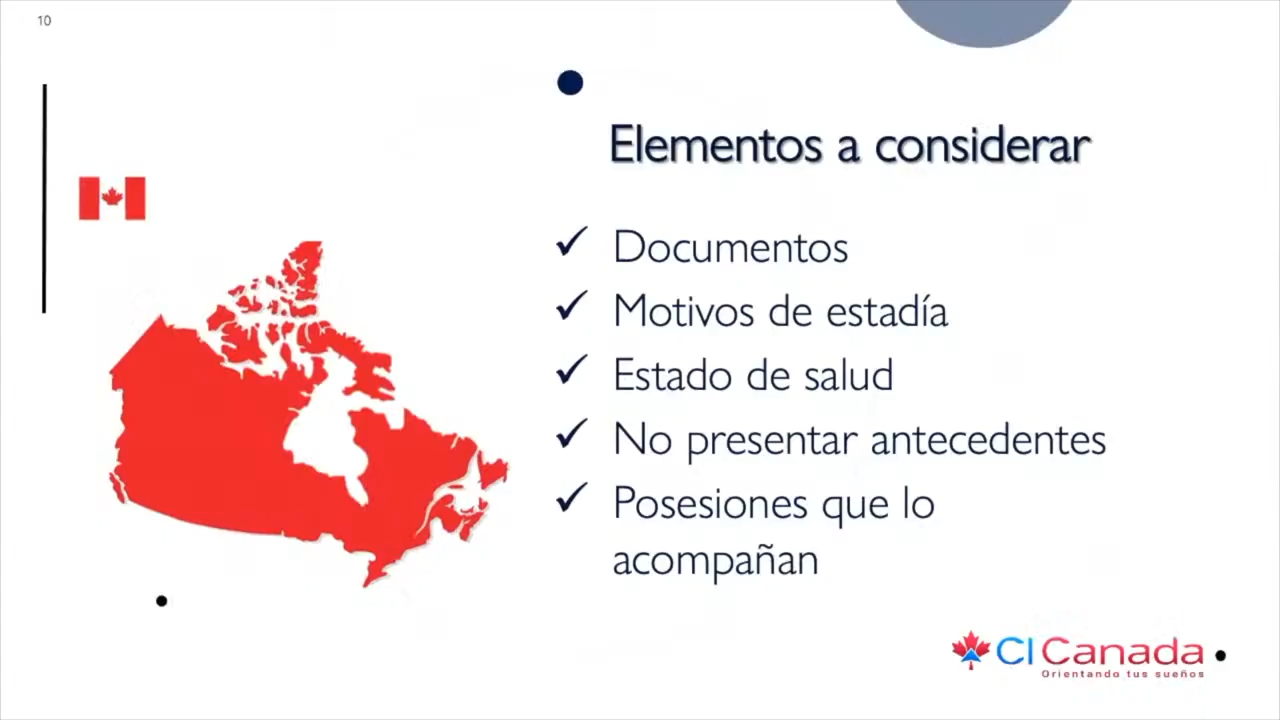 10
Elementos a considerar
✓ Documentos
✓ Motivos de estadía
✓ Estado de salud
✓ No presentar antecedentes
✓ Posesiones que lo
acompañan
CI Canada
Orientando tus sueños